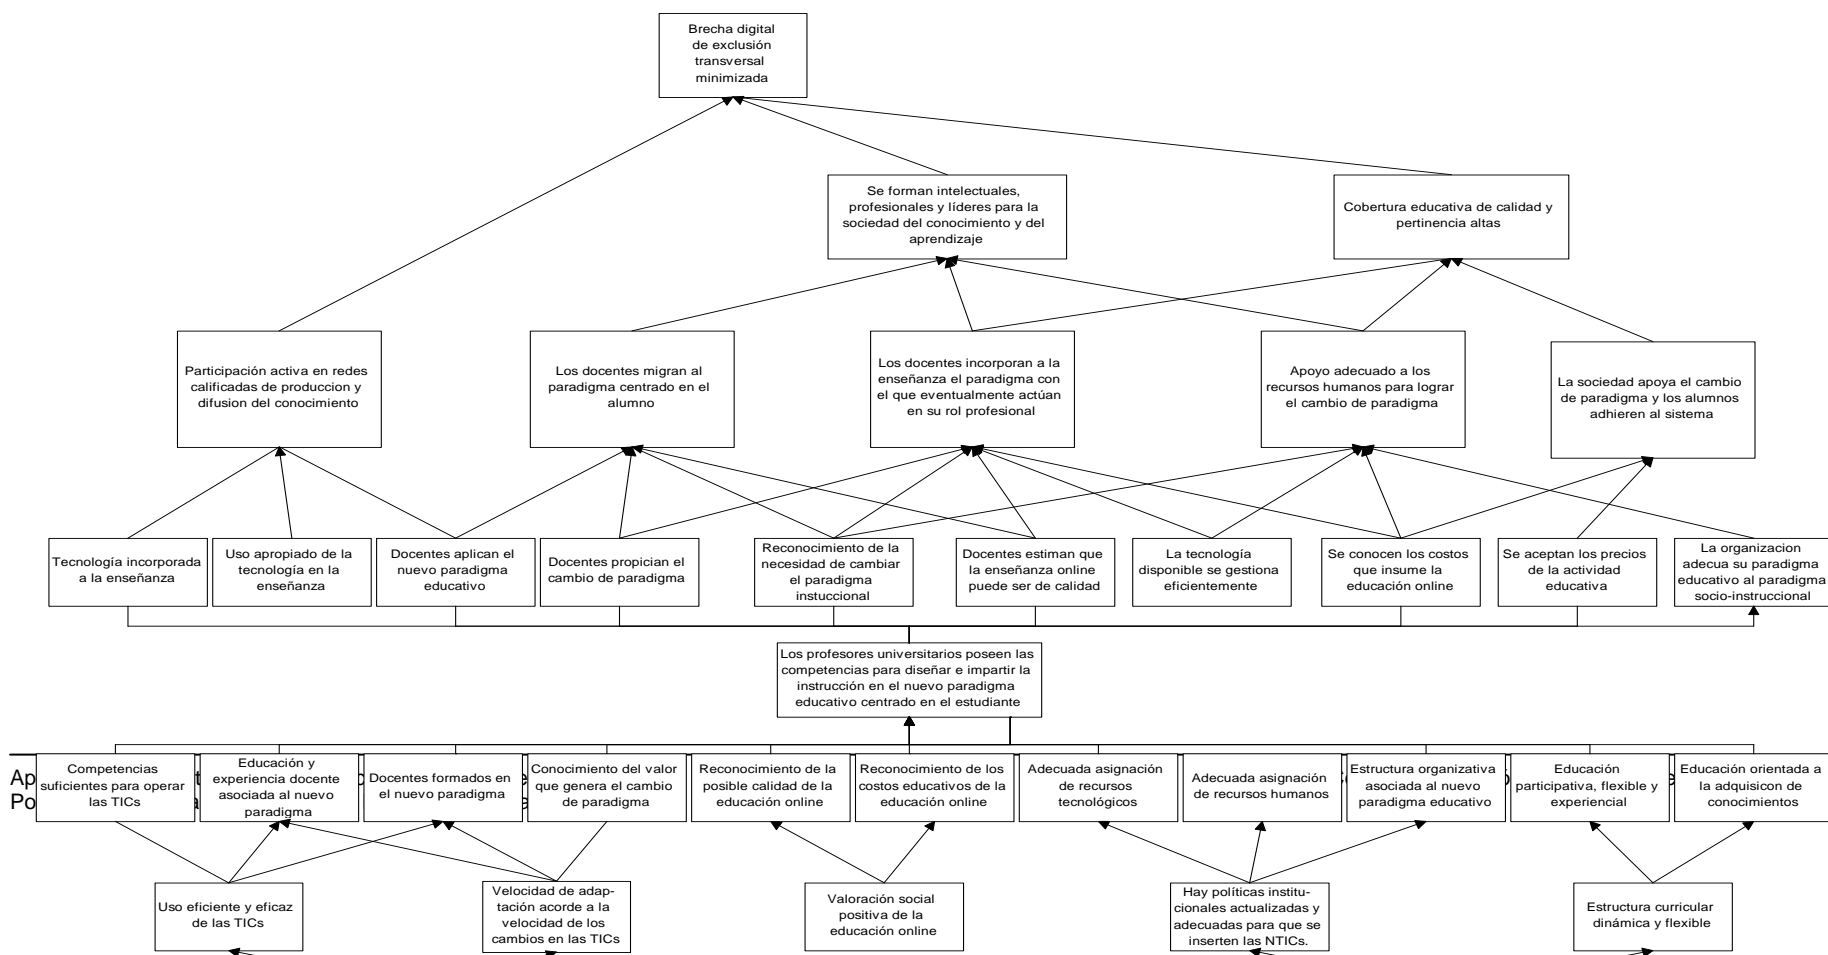 Brecha digital
de exclusión
transversal
minimizada
Se forman intelectuales,
profesionales y líderes para la
sociedad del conocimiento y del
aprendizaje
Cobertura educativa de calidad y
pertinencia altas
Participación activa en redes
calificadas de produccion y
difusion del conocimiento
Los docentes migran al
paradigma centrado en el
alumno
Los docentes incorporan a la
enseñanza el paradigma con
el que eventualmente actúan
en su rol profesional
Apoyo adecuado a los
recursos humanos para lograr
el cambio de paradigma
La sociedad apoya el cambio
de paradigma y los alumnos
adhieren al sistema
Tecnología incorporada
a la enseñanza
Uso apropiado de la
tecnología en la
enseñanza
Docentes aplican el
nuevo paradigma
educativo
Docentes propician el
cambio de paradigma
Reconocimiento de la
necesidad de cambiar
el paradigma
instuccional
Docentes estiman que
la enseñanza online
puede ser de calidad
La tecnología
disponible se gestiona
eficientemente
Se conocen los costos
que insume la
educación online
Se aceptan los precios
de la actividad
educativa
La organizacion
adecua su paradigma
educativo al paradigma
socio-instruccional
Los profesores universitarios poseen las
competencias para diseñar e impartir la
instrucción en el nuevo paradigma
educativo centrado en el estudiante
Competencias
suficientes para operar
las TICs
Educación y
experiencia docente
asociada al nuevo
paradigma
Docentes formados en
el nuevo paradigma
Conocimiento del valor
que genera el cambio
de paradigma
Reconocimiento de la
posible calidad de la
educación online
Reconocimiento de los
costos educativos de la
educación online
Adecuada asignación
de recursos
tecnológicos
Adecuada asignación
de recursos humanos
Estructura organizativa
asociada al nuevo
paradigma educativo
Educación
participativa, flexible y
experiencial
Educación orientada a
la adquisicon de
conocimientos
Uso eficiente y eficaz
de las TICs
Velocidad de adap-
tación acorde a la
velocidad de los
cambios en las TICs
Valoración social
positiva de la
educación online
Hay políticas institu-
cionales actualizadas y
adecuadas para que se
inserten las NTICs.
Estructura curricular
dinámica y flexible